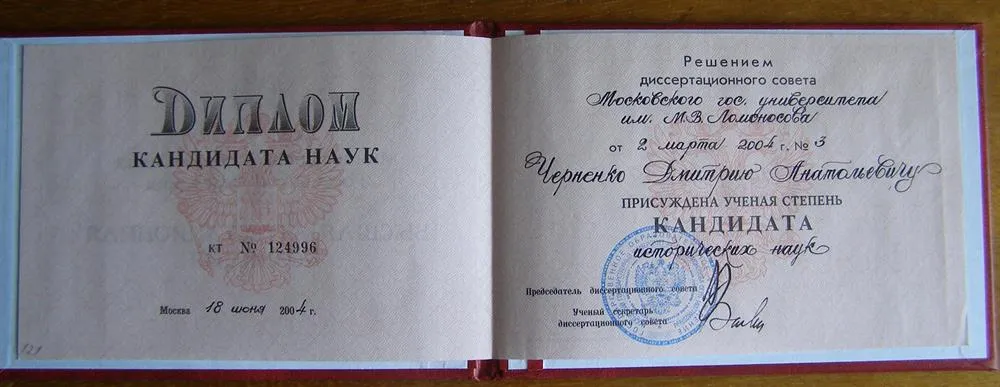 Диплом
КАНДИДАТА НАУК
КТ № 124996
Москва 18 июня 2004 г.
121
Решением
диссертационного совета
Московского гос. университета
им. М.В. Ломоносова
от 2 марта 2004 г. № 3
Черненко Дмитрию Анатольевичу
ПРИСУЖДЕНА УЧЕНАЯ СТЕПЕНЬ
КАНДИДАТА
исторических наук
Председатель диссертационного совета
Ученый секретарь
диссертационного совета